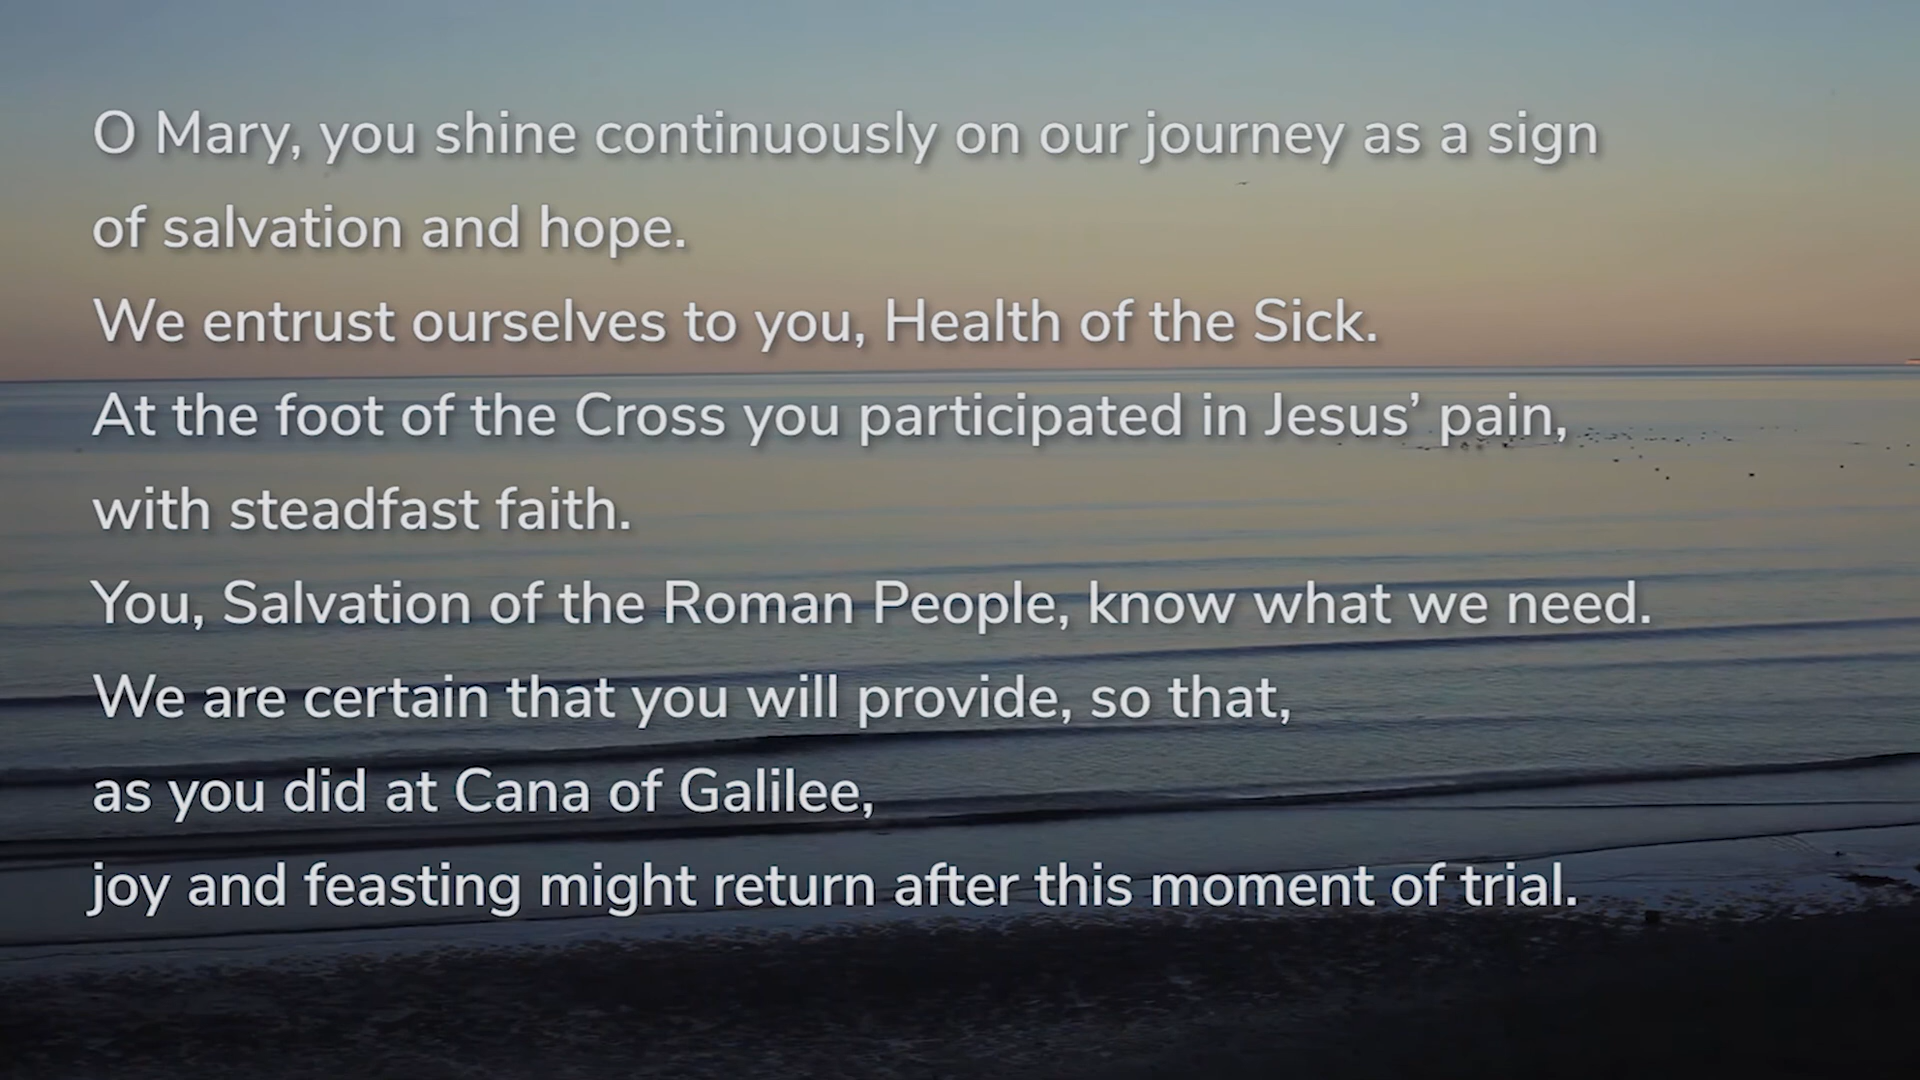 O Mary, you shine continuously on our journey as a sign
of salvation and hope.
We entrust ourselves to you, Health of the Sick.
At the foot of the Cross you participated in Jesus’ pain,
with steadfast faith.
You, Salvation of the Roman People, know what we need.
We are certain that you will provide, so that,
as you did at Cana of Galilee,
joy and feasting might return after this moment of trial.